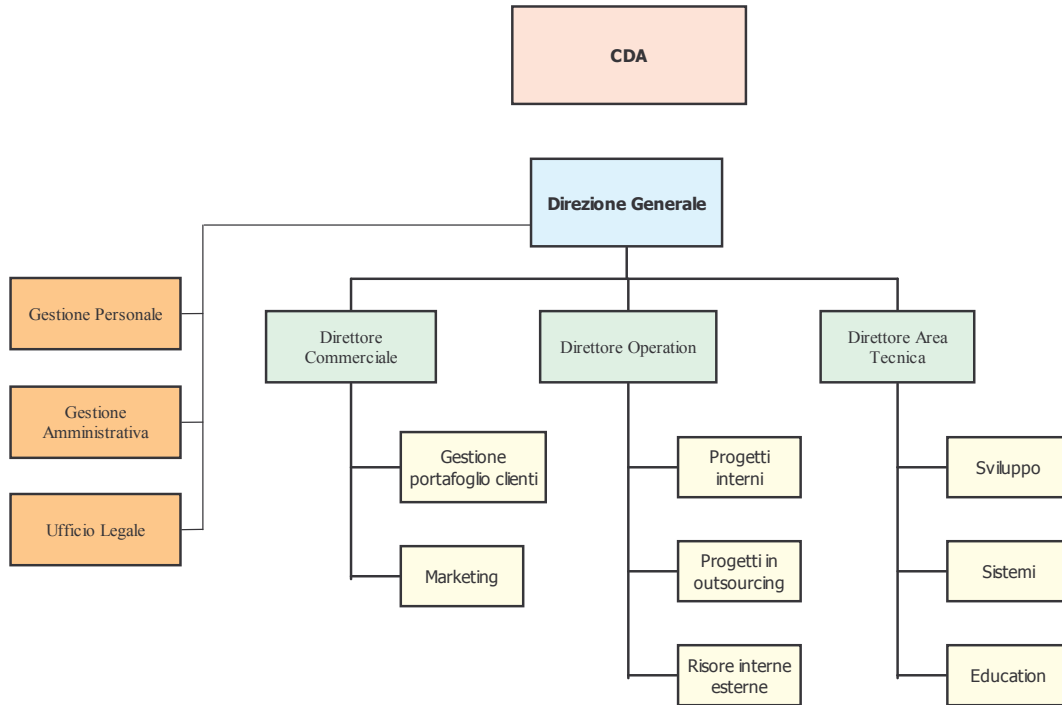 CDA
Direzione Generale
Gestione Personale
Gestione
Amministrativa
Ufficio Legale
Direttore
Commerciale
Gestione
portafoglio clienti
Marketing
Direttore Operation
Progetti
interni
Progetti in
outsourcing
Risore interne
esterne
Direttore Area
Tecnica
Sviluppo
Sistemi
Education